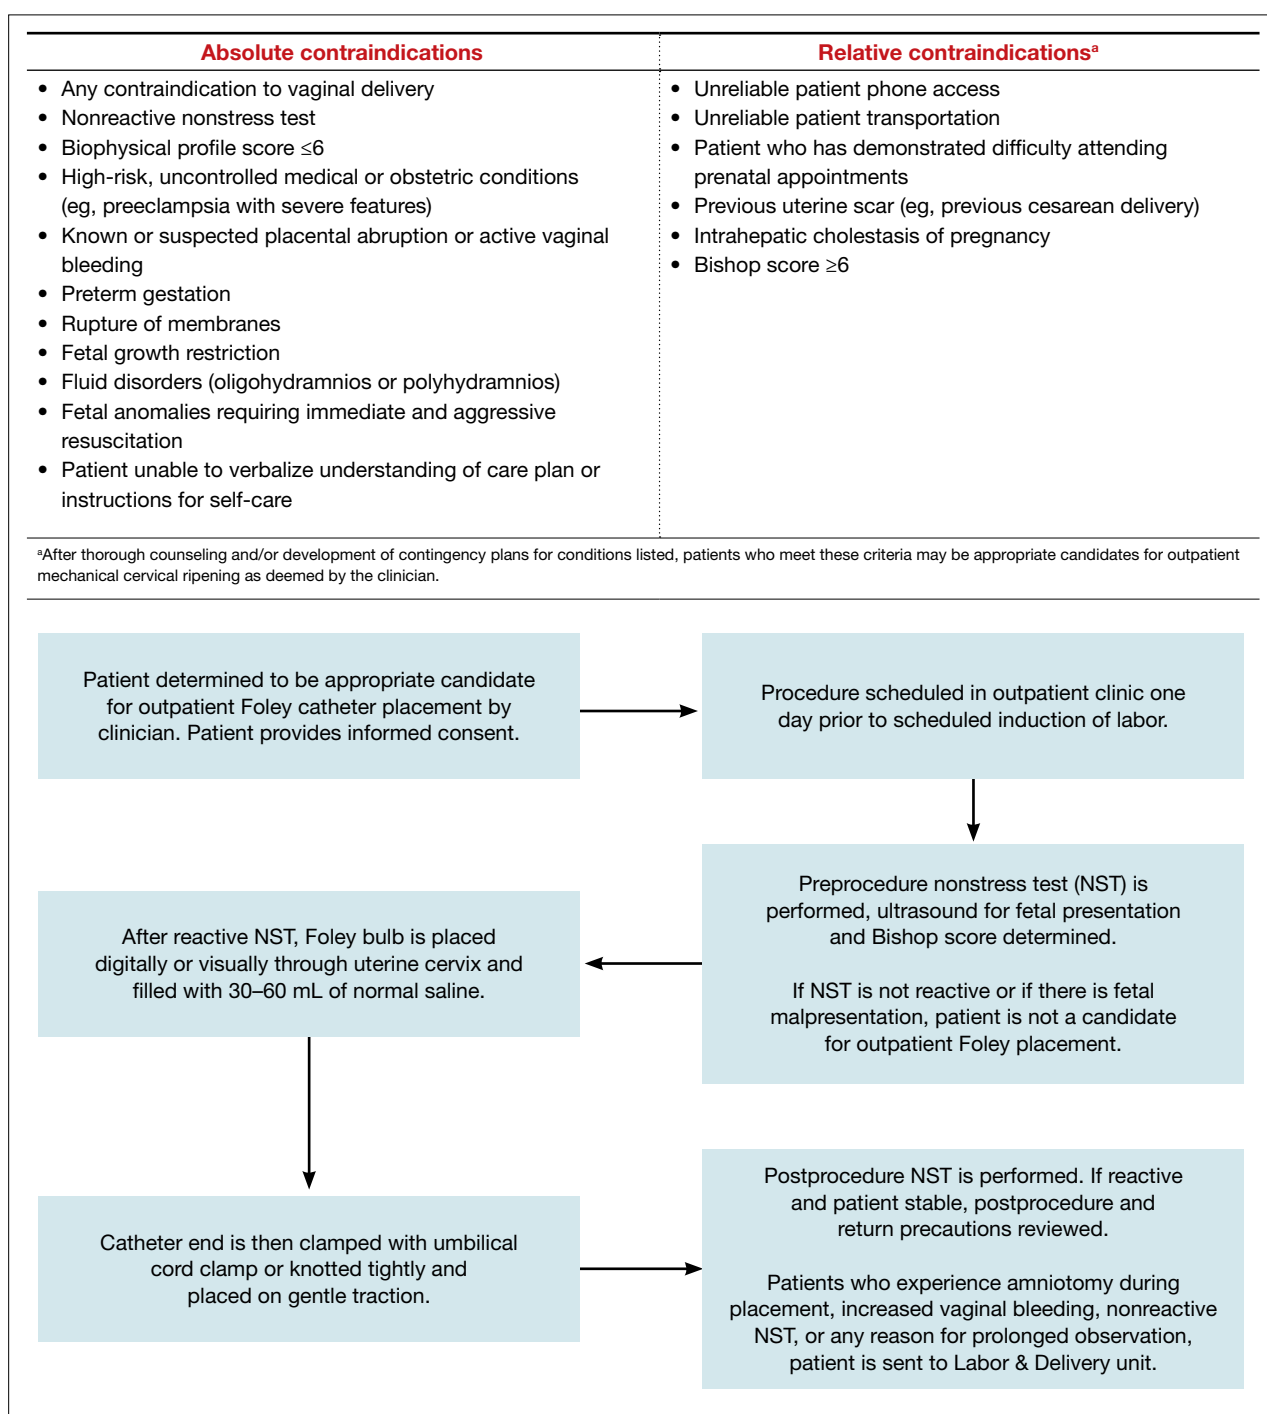 Absolute contraindications
• Any contraindication to vaginal delivery
• Nonreactive nonstress test
• Biophysical profile score ≤6
• High-risk, uncontrolled medical or obstetric conditions
(eg, preeclampsia with severe features)
• Known or suspected placental abruption or active vaginal
bleeding
• Preterm gestation
• Rupture of membranes
• Fetal growth restriction
• Fluid disorders (oligohydramnios or polyhydramnios)
• Fetal anomalies requiring immediate and aggressive
resuscitation
• Patient unable to verbalize understanding of care plan or
instructions for self-care
Relative contraindicationsᵃ
• Unreliable patient phone access
• Unreliable patient transportation
• Patient who has demonstrated difficulty attending
prenatal appointments
• Previous uterine scar (eg, previous cesarean delivery)
• Intrahepatic cholestasis of pregnancy
• Bishop score ≥6
ᵃAfter thorough counseling and/or development of contingency plans for conditions listed, patients who meet these criteria may be appropriate candidates for outpatient
mechanical cervical ripening as deemed by the clinician.
Patient determined to be appropriate candidate
for outpatient Foley catheter placement by
clinician. Patient provides informed consent.
Procedure scheduled in outpatient clinic one
day prior to scheduled induction of labor.
Preprocedure nonstress test (NST) is
performed, ultrasound for fetal presentation
and Bishop score determined.
If NST is not reactive or if there is fetal
malpresentation, patient is not a candidate
for outpatient Foley placement.
After reactive NST, Foley bulb is placed
digitally or visually through uterine cervix and
filled with 30–60 mL of normal saline.
Catheter end is then clamped with umbilical
cord clamp or knotted tightly and
placed on gentle traction.
Postprocedure NST is performed. If reactive
and patient stable, postprocedure and
return precautions reviewed.
Patients who experience amniotomy during
placement, increased vaginal bleeding, nonreactive
NST, or any reason for prolonged observation,
patient is sent to Labor & Delivery unit.